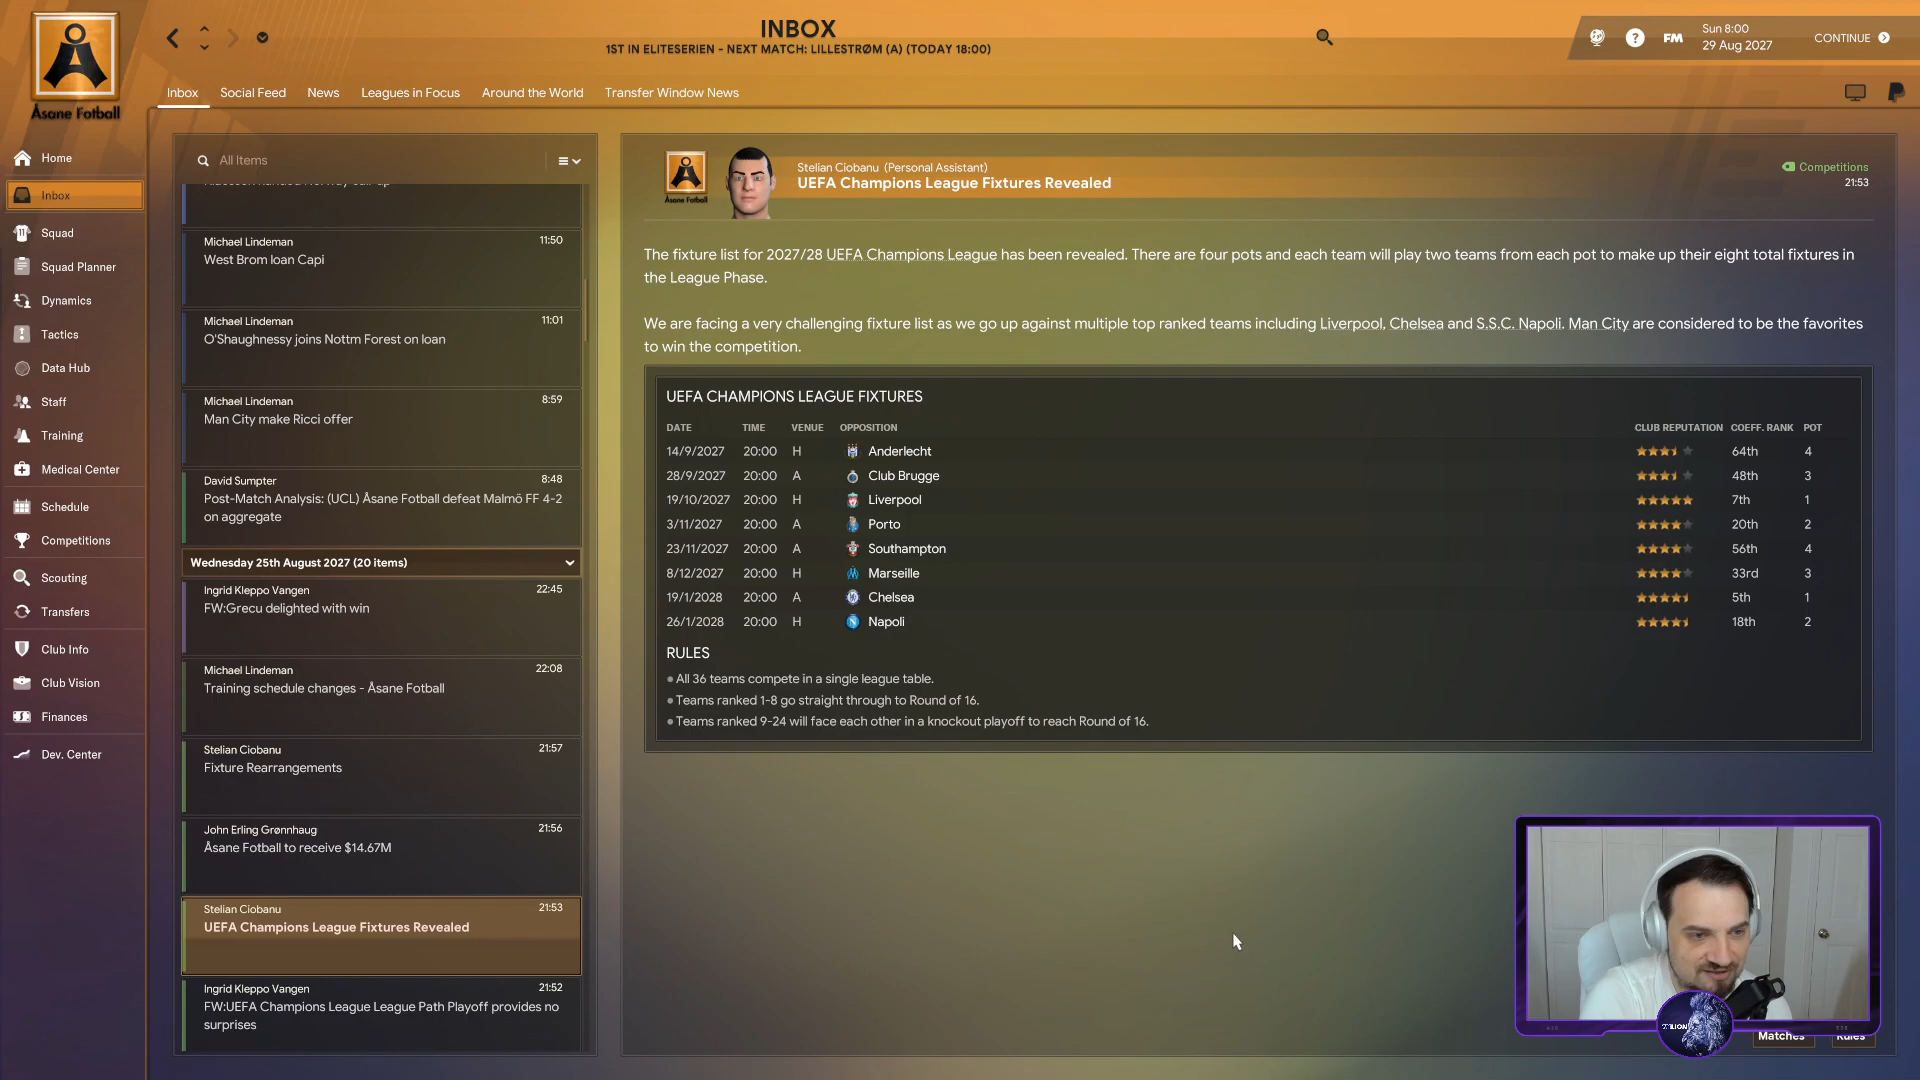 INBOX
1ST IN ELITESERIEN - NEXT MATCH: LILLESTRØM (A) (TODAY 18:00)
FM
Sun 8:00
29 Aug 2027
CONTINUE
Åsane Fotball
Inbox
Social Feed
News
Leagues in Focus
Around the World
Transfer Window News
Home
Inbox
Squad
Squad Planner
Dynamics
Tactics
Data Hub
Staff
Training
Medical Center
Schedule
Competitions
Scouting
Transfers
Club Info
Club Vision
Finances
Dev. Center
All Items
Michael Lindeman 11:50
West Brom loan Capi
Michael Lindeman 11:01
O'Shaughnessy joins Nottm Forest on loan
Michael Lindeman 8:59
Man City make Ricci offer
David Sumpter 8:48
Post-Match Analysis: (UCL) Åsane Fotball defeat Malmö FF 4-2
on aggregate
Wednesday 25th August 2027 (20 items)
Ingrid Kleppo Vangen 22:45
FW:Grecu delighted with win
Michael Lindeman 22:08
Training schedule changes - Åsane Fotball
Stelian Ciobanu 21:57
Fixture Rearrangements
John Erling Grønnhaug 21:56
Åsane Fotball to receive $14.67M
Stelian Ciobanu 21:53
UEFA Champions League Fixtures Revealed
Ingrid Kleppo Vangen 21:52
FW:UEFA Champions League League Path Playoff provides no
surprises
Åsane Fotball
Stelian Ciobanu (Personal Assistant)
UEFA Champions League Fixtures Revealed
Competitions
21:53
The fixture list for 2027/28 UEFA Champions League has been revealed. There are four pots and each team will play two teams from each pot to make up their eight total fixtures in
the League Phase.
We are facing a very challenging fixture list as we go up against multiple top ranked teams including Liverpool, Chelsea and S.S.C. Napoli. Man City are considered to be the favorites
to win the competition.
UEFA CHAMPIONS LEAGUE FIXTURES
DATE TIME VENUE OPPOSITION CLUB REPUTATION COEFF. RANK POT
14/9/2027 20:00 H Anderlecht 64th 4
28/9/2027 20:00 A Club Brugge 48th 3
19/10/2027 20:00 H Liverpool 7th 1
3/11/2027 20:00 A Porto 20th 2
23/11/2027 20:00 A Southampton 56th 4
8/12/2027 20:00 H Marseille 33rd 3
19/1/2028 20:00 A Chelsea 5th 1
26/1/2028 20:00 H Napoli 18th 2
RULES
All 36 teams compete in a single league table.
Teams ranked 1-8 go straight through to Round of 16.
Teams ranked 9-24 will face each other in a knockout playoff to reach Round of 16.
Matches
Rules